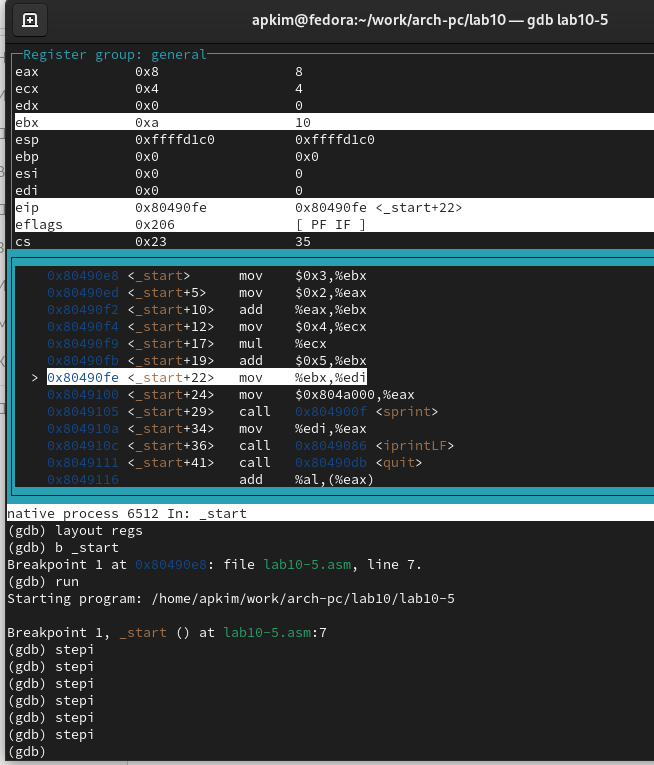 apkim@fedora:~/work/arch-pc/lab10 — gdb lab10-5
Register group: general
eax 0x8 8
ecx 0x4 4
edx 0x0 0
ebx 0xa 10
esp 0xffffd1c0 0xffffd1c0
ebp 0x0 0x0
esi 0x0 0
edi 0x0 0
eip 0x80490fe 0x80490fe <_start+22>
eflags 0x206 [ PF IF ]
cs 0x23 35
0x80490e8 <_start> mov $0x3,%ebx
0x80490ed <_start+5> mov $0x2,%eax
0x80490f2 <_start+10> add %eax,%ebx
0x80490f4 <_start+12> mov $0x4,%ecx
0x80490f9 <_start+17> mul %ecx
0x80490fb <_start+19> add $0x5,%ebx
> 0x80490fe <_start+22> mov %ebx,%edi
0x8049100 <_start+24> mov $0x804a000,%eax
0x8049105 <_start+29> call 0x804900f <sprint>
0x804910a <_start+34> mov %edi,%eax
0x804910c <_start+36> call 0x8049086 <iprintLF>
0x8049111 <_start+41> call 0x80490db <quit>
0x8049116 add %al,(%eax)
native process 6512 In: _start
(gdb) layout regs
(gdb) b _start
Breakpoint 1 at 0x80490e8: file lab10-5.asm, line 7.
(gdb) run
Starting program: /home/apkim/work/arch-pc/lab10/lab10-5
Breakpoint 1, _start () at lab10-5.asm:7
(gdb) stepi
(gdb) stepi
(gdb) stepi
(gdb) stepi
(gdb) stepi
(gdb) stepi
(gdb)